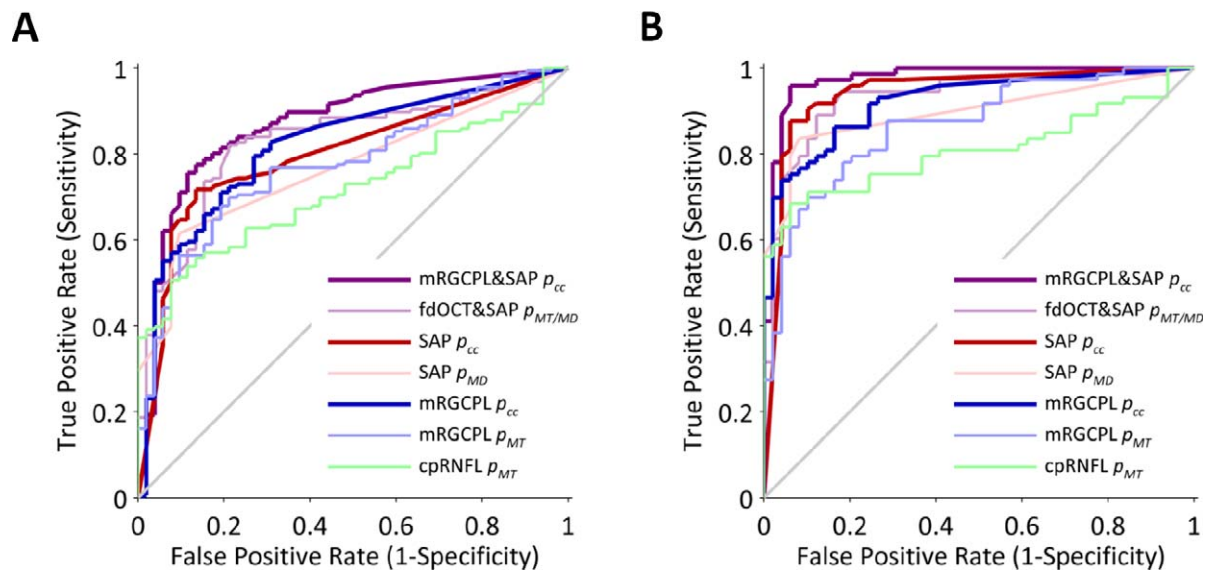 A
True Positive Rate (Sensitivity)
1
0.8
0.6
0.4
0.2
0
mRGCPL&SAP pcc
fdOCT&SAP pMT/MD
SAP pcc
SAP pMD
mRGCPL pcc
mRGCPL pMT
cpRNFL pMT
0 0.2 0.4 0.6 0.8 1
False Positive Rate (1-Specificity)
B
True Positive Rate (Sensitivity)
1
0.8
0.6
0.4
0.2
0
mRGCPL&SAP pcc
fdOCT&SAP pMT/MD
SAP pcc
SAP pMD
mRGCPL pcc
mRGCPL pMT
cpRNFL pMT
0 0.2 0.4 0.6 0.8 1
False Positive Rate (1-Specificity)